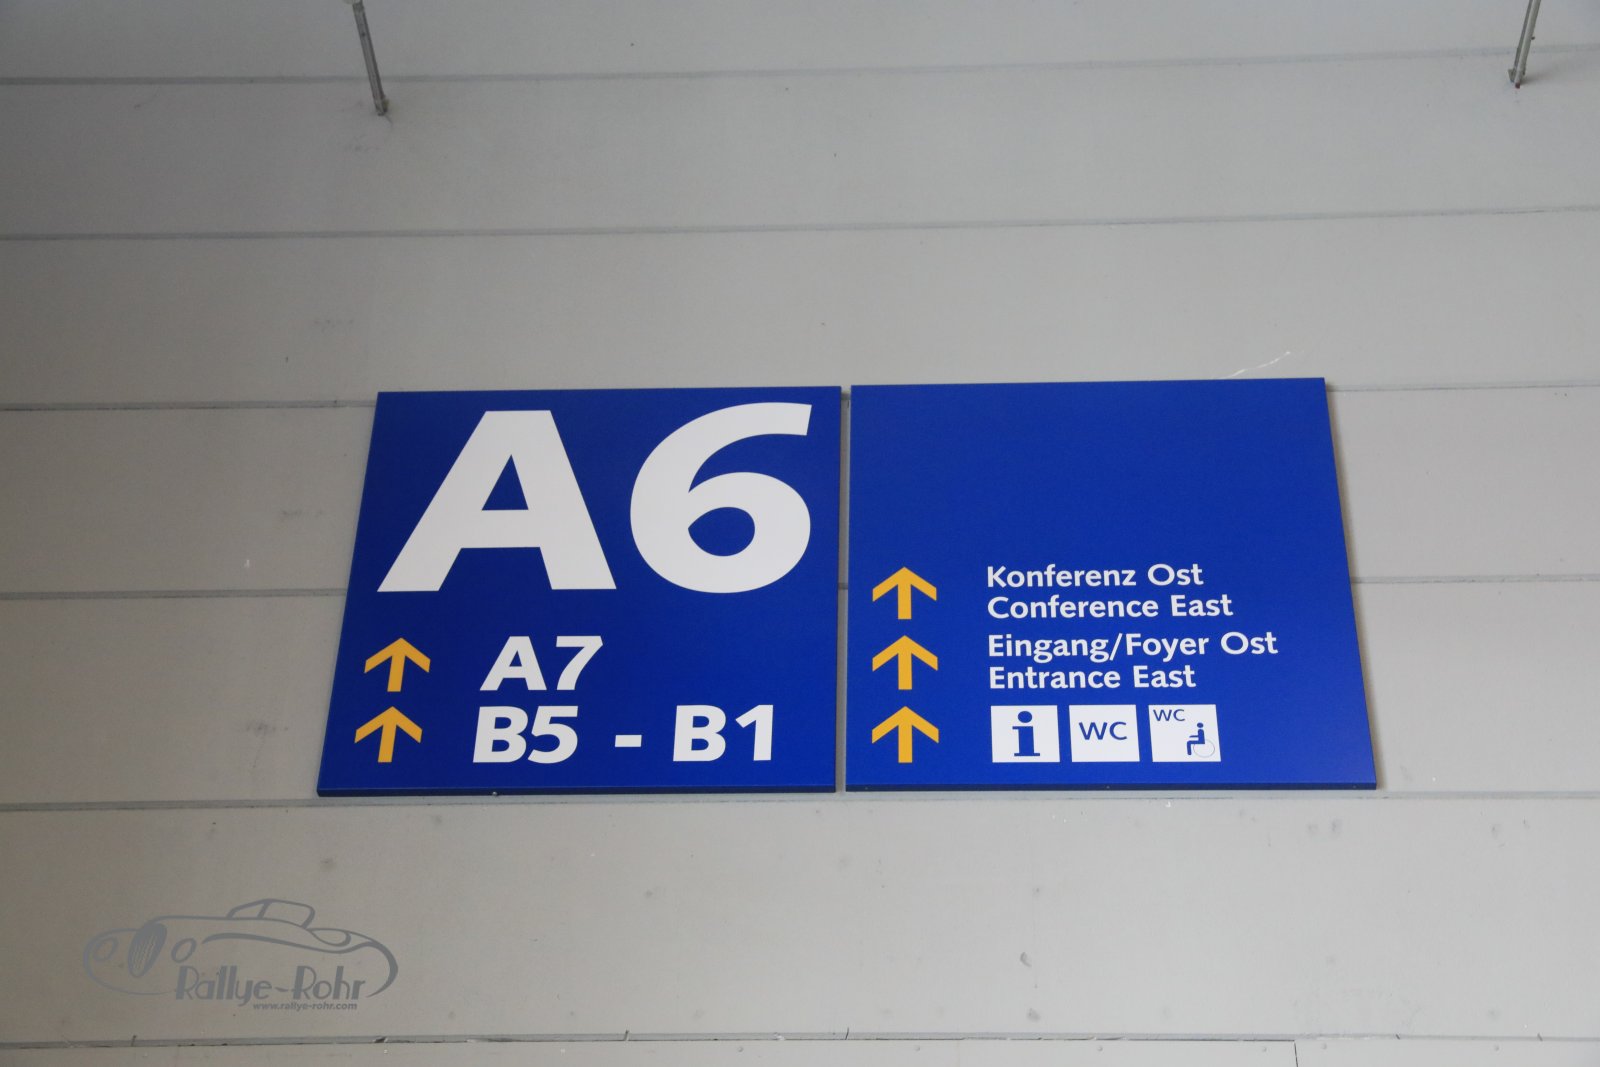 A6
A7
B5 - B1
Konferenz Ost
Conference East
Eingang/Foyer Ost
Entrance East
i WC WC
Rallye-Rohr
www.rallye-rohr.com